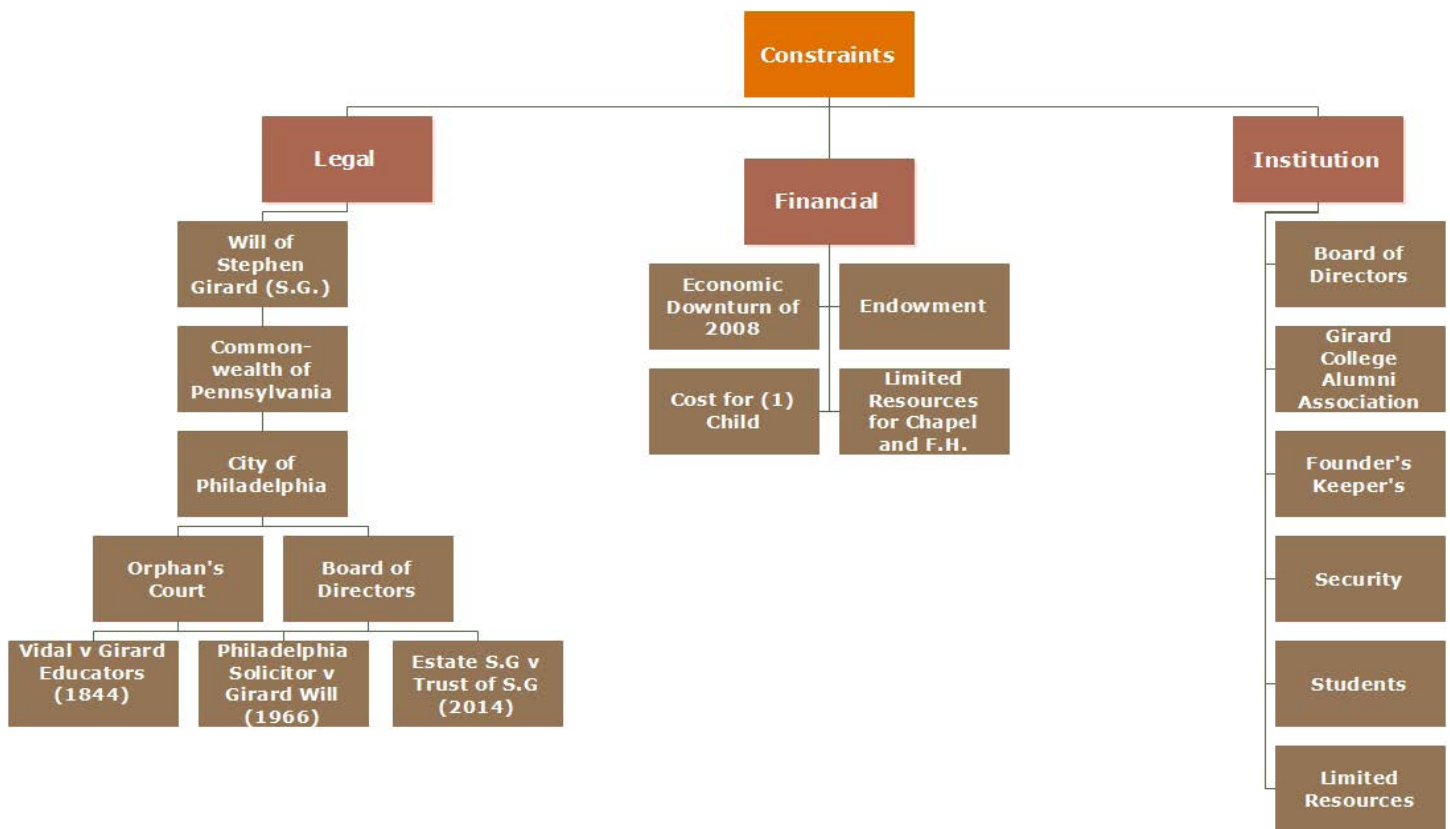 Constraints
Legal
Will of
Stephen
Girard (S.G.)
Common-
wealth of
Pennsylvania
City of
Philadelphia
Orphan's
Court
Board of
Directors
Vidal v Girard
Educators
(1844)
Philadelphia
Solicitor v
Girard Will
(1966)
Estate S.G v
Trust of S.G
(2014)
Financial
Economic
Downturn of
2008
Endowment
Cost for (1)
Child
Limited
Resources
for Chapel
and F.H.
Institution
Board of
Directors
Girard
College
Alumni
Association
Founder's
Keeper's
Security
Students
Limited
Resources